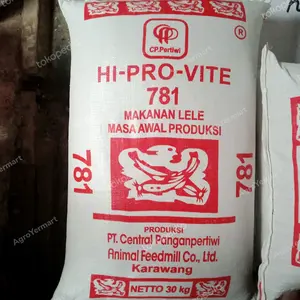 CP.Pertiwi
®
HI-PRO-VITE
781
MAKANAN LELE
MASA AWAL PRODUKSI
781
781
PRODUKSI
PT. Central Panganpertiwi
Animal Feedmill Co., Ltd.
Karawang
NETTO 30 kg
AgroYesmart